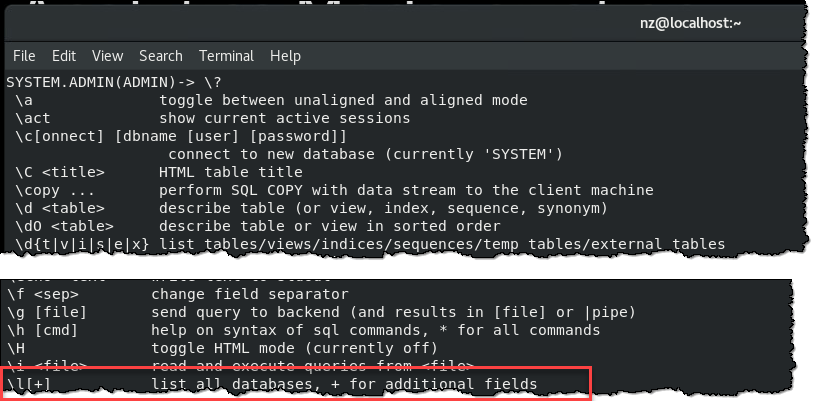 nz@localhost:~
File Edit View Search Terminal Help
SYSTEM.ADMIN(ADMIN)-> \?
\a toggle between unaligned and aligned mode
\act show current active sessions
\c[onnect] [dbname [user] [password]]
connect to new database (currently 'SYSTEM')
\C <title> HTML table title
\copy ... perform SQL COPY with data stream to the client machine
\d <table> describe table (or view, index, sequence, synonym)
\dO <table> describe table or view in sorted order
\d{t|v|i|s|e|x} list tables/views/indices/sequences/temp tables/external tables
\f <sep> change field separator
\g [file] send query to backend (and results in [file] or |pipe)
\h [cmd] help on syntax of sql commands, * for all commands
\H toggle HTML mode (currently off)
\i <file> read and execute queries from <file>
\l[+] list all databases, + for additional fields